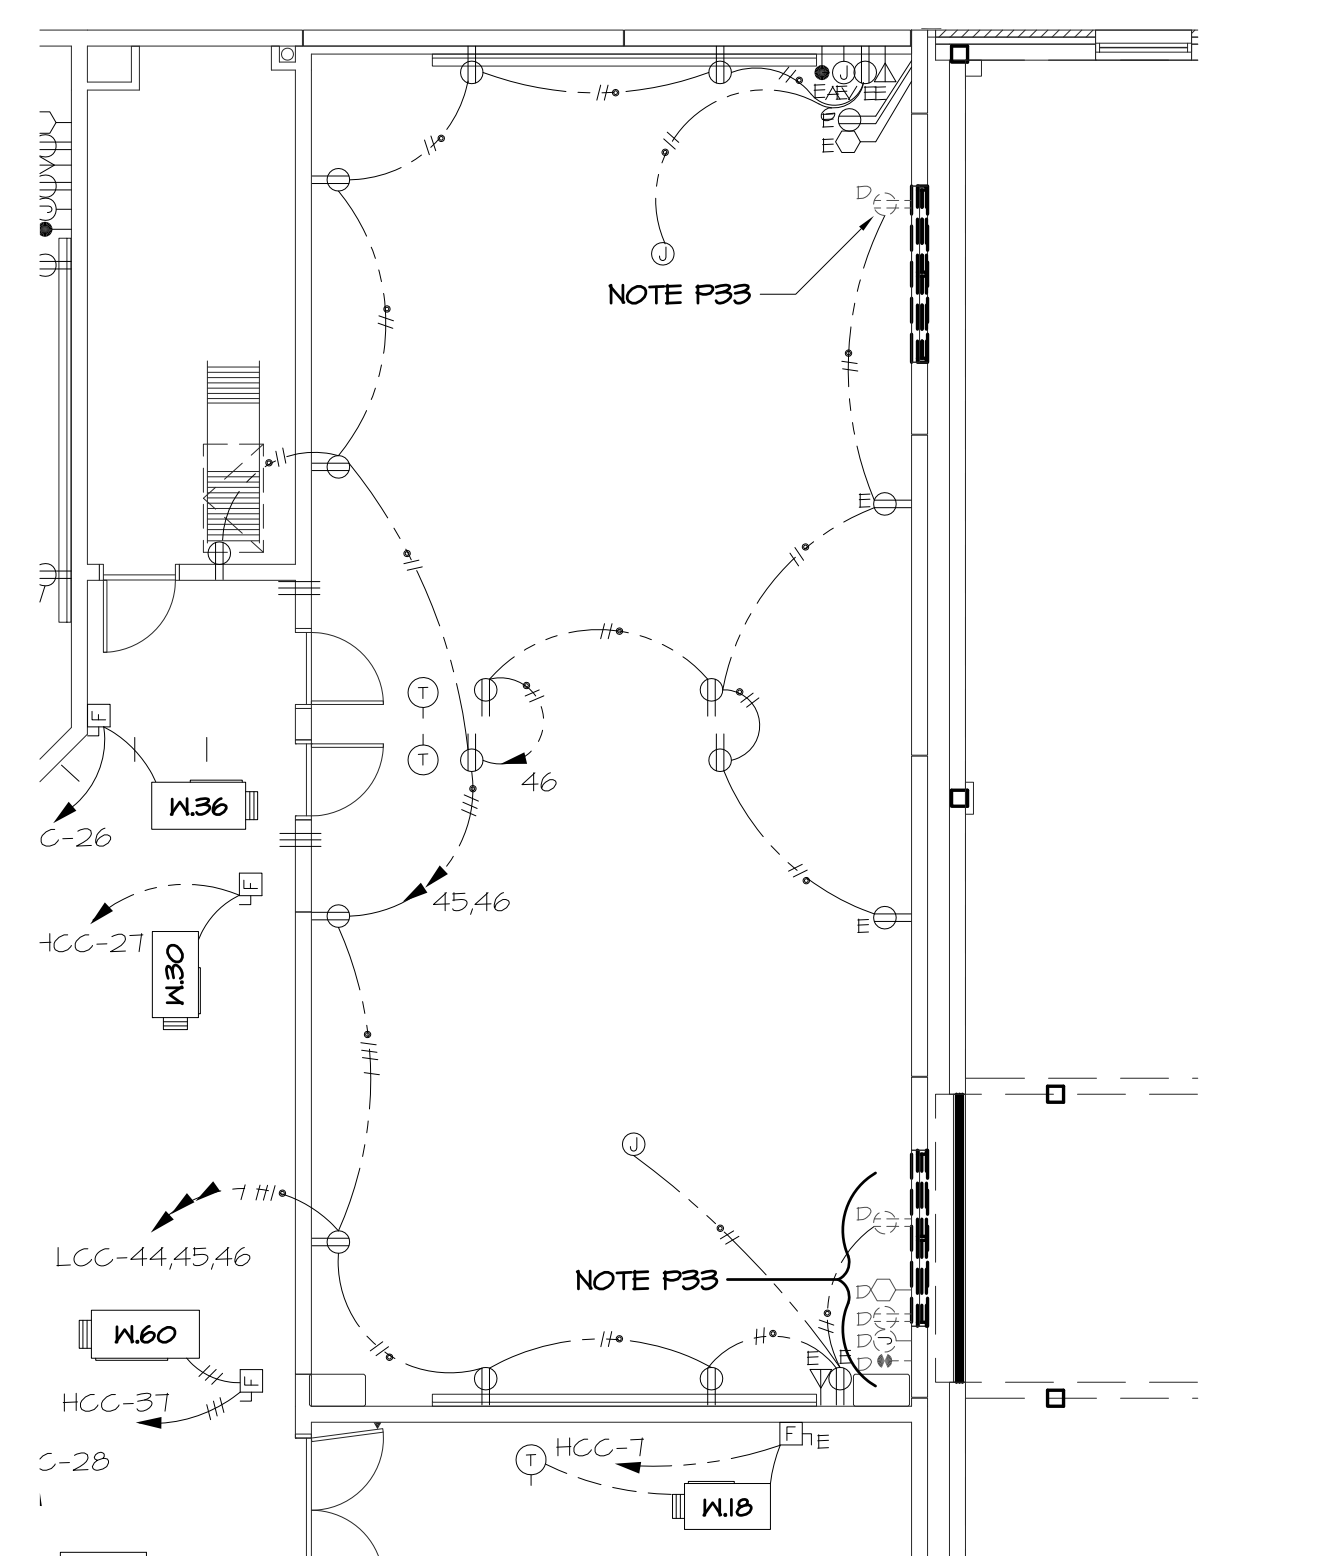 J
E A E V E E
E
E
D
J
NOTE P33
E
F
T
T
46
W.36
C-26
F
45,46
HCC-27
W.30
E
J
D
LCC-44,45,46
NOTE P33
D
D
W.60
D J
E E D
F
HCC-37
F E
T HCC-7
C-28
W.18